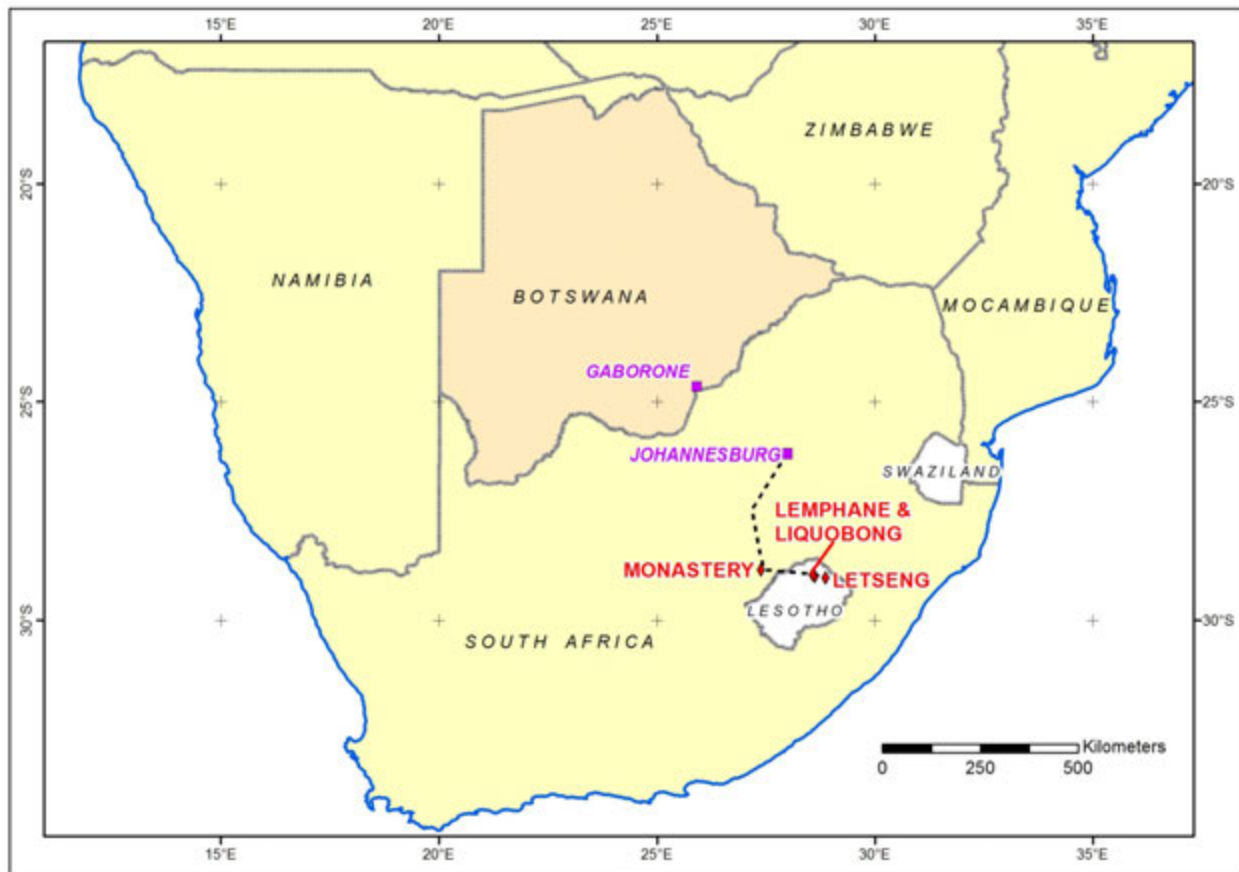 15°E 20°E 25°E 30°E 35°E
ZIMBABWE
20°S 20°S
NAMIBIA
BOTSWANA
MOCAMBIQUE
GABORONE
25°S 25°S
JOHANNESBURG
SWAZILAND
LEMPHANE &
LIQUOBONG
MONASTERY
LETSENG
LESOTHO
30°S 30°S
SOUTH AFRICA
Kilometers
0 250 500
15°E 20°E 25°E 30°E 35°E